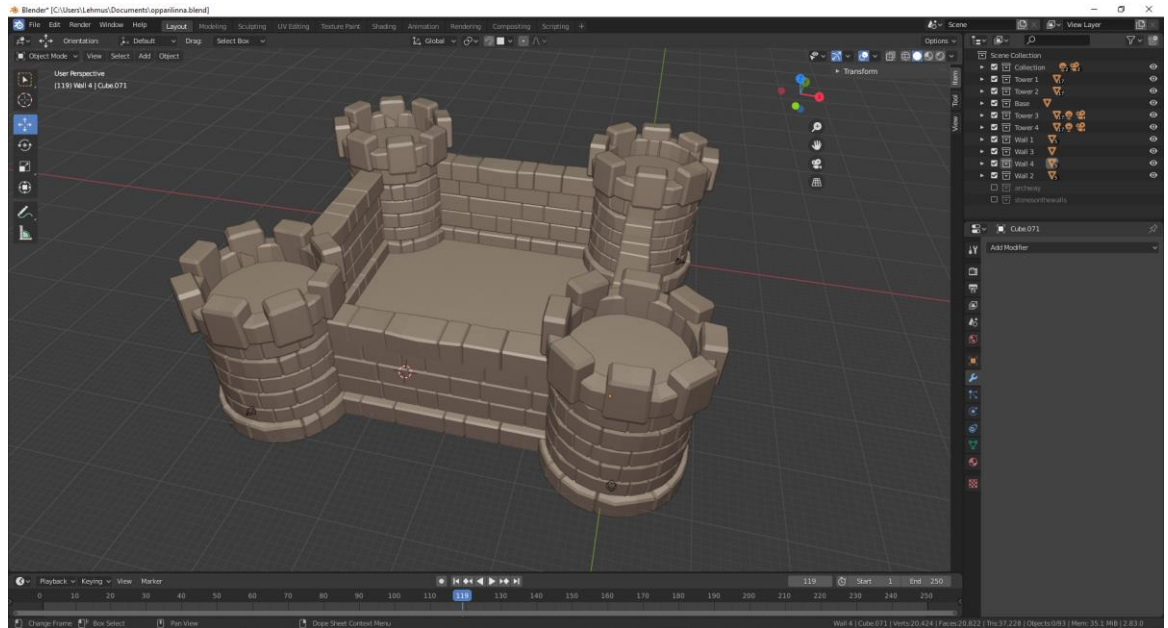 Blender* [C:\Users\Lehmus\Documents\opparilinna.blend]
File Edit Render Window Help Layout Modeling Sculpting UV Editing Texture Paint Shading Animation Rendering Compositing Scripting + Scene View Layer
Orientation: Default Drag: Select Box Global Options
Object Mode View Select Add Object
User Perspective
(119) Wall 4 | Cube.071
Transform
Item
Tool
View
Scene Collection
Collection
Tower 1
Tower 2
Base
Tower 3
Tower 4
Wall 1
Wall 3
Wall 4
Wall 2
archway
stonesonthewalls
Cube.071
Add Modifier
Playback Keying View Marker 119 Start 1 End 250
0 10 20 30 40 50 60 70 80 90 100 110 119 130 140 150 160 170 180 190 200 210 220 230 240 250
Change Frame Box Select Pan View Dope Sheet Context Menu Wall 4 | Cube.071 | Verts:20,424 | Faces:20,822 | Tris:37,228 | Objects:0/93 | Mem: 35.1 MiB | 2.83.0